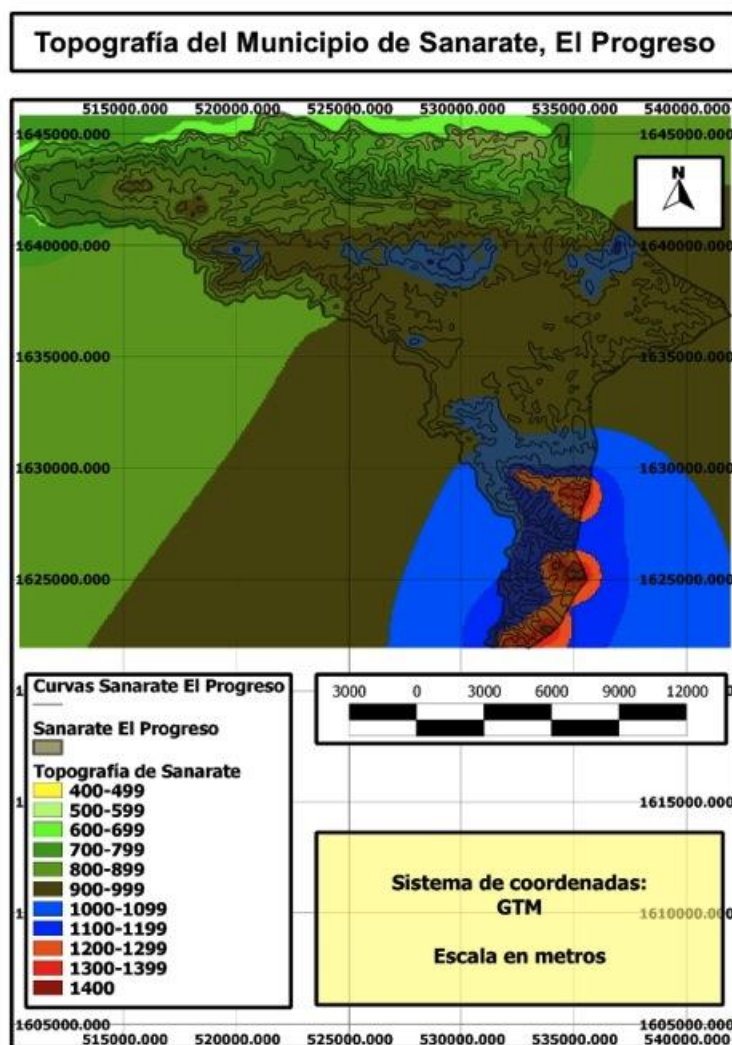 Topografía del Municipio de Sanarate, El Progreso
515000.000 520000.000 525000.000 530000.000 535000.000 540000.000
1645000.000 1645000.000
N
1640000.000 1640000.000
1635000.000 1635000.000
1630000.000 1630000.000
1625000.000 1625000.000
Curvas Sanarate El Progreso
Sanarate El Progreso
Topografía de Sanarate
400-499
500-599
600-699
700-799
800-899
900-999
1000-1099
1100-1199
1200-1299
1300-1399
1400
3000 0 3000 6000 9000 12000
1615000.000
Sistema de coordenadas:
GTM
1610000.000
Escala en metros
1605000.000 1605000.000
515000.000 520000.000 525000.000 530000.000 535000.000 540000.000